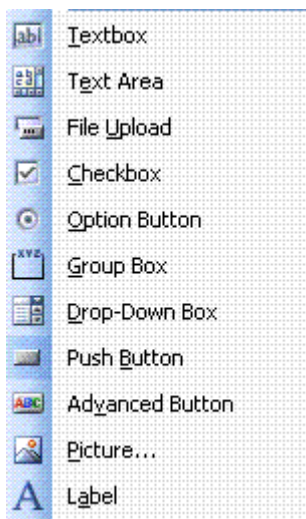 Textbox
Text Area
File Upload
Checkbox
Option Button
Group Box
Drop-Down Box
Push Button
Advanced Button
Picture...
Label